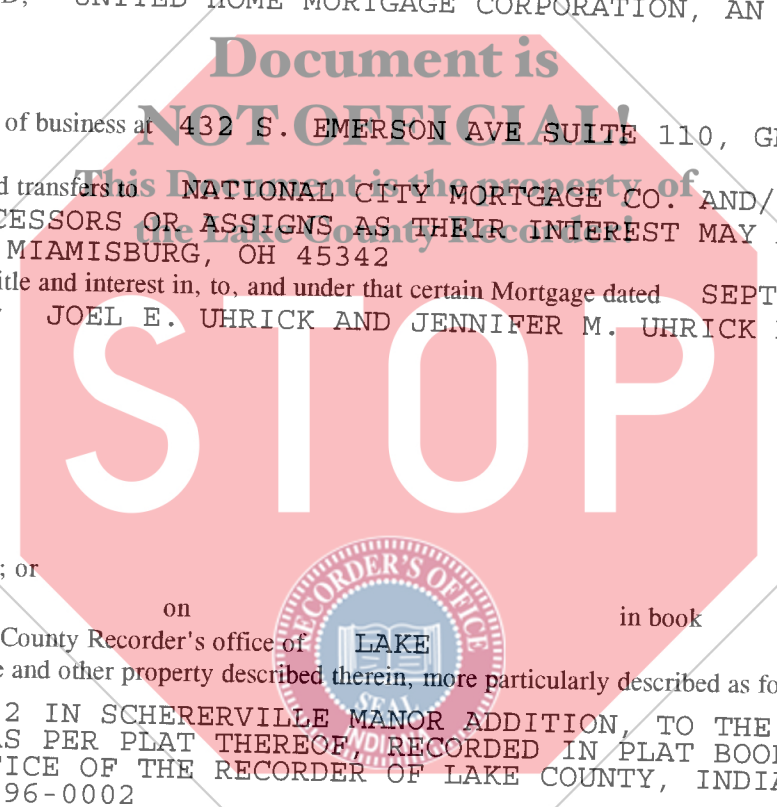 UNITED HOME MORTGAGE CORPORATION, AN
Document is
NOT OFFICIAL!
of business at 432 S. EMERSON AVE SUITE 110,
This Document is the property of
d transfers to NATIONAL CITY MORTGAGE CO. AND/
the Lake County Recorder!
CESSORS OR ASSIGNS AS THEIR INTEREST MAY
MIAMISBURG, OH 45342
itle and interest in, to, and under that certain Mortgage dated SEPT
JOEL E. UHRICK AND JENNIFER M. UHRICK
STOP
; or
on in book
County Recorder's office of LAKE
e and other property described therein, more particularly described as fo
2 IN SCHERERVILLE MANOR ADDITION, TO THE
AS PER PLAT THEREOF, RECORDED IN PLAT BOO
FICE OF THE RECORDER OF LAKE COUNTY, INDIA
96-0002
RECORDER'S OFFICE
SEAL
INDIANA